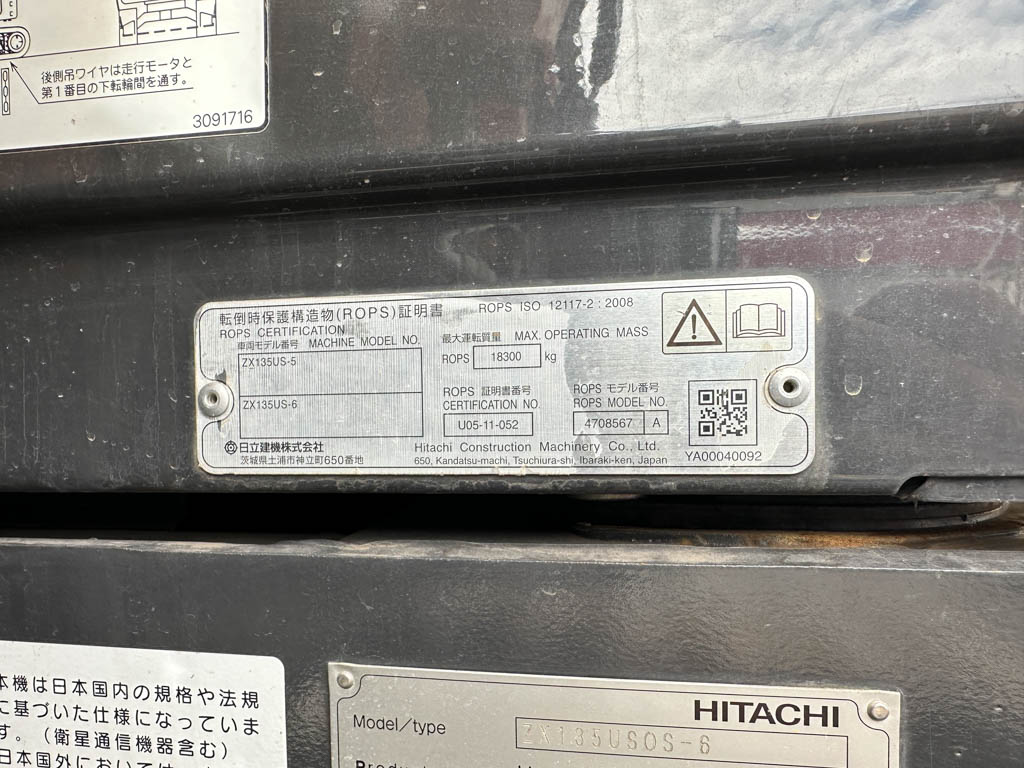 後側吊ワイヤは走行モータと
第1番目の下転輪間を通す。
3091716
転倒時保護構造物(ROPS)証明書 ROPS ISO 12117-2 : 2008
ROPS CERTIFICATION
車両モデル番号 MACHINE MODEL NO.
ZX135US-5
ZX135US-6
最大運転質量 MAX. OPERATING MASS
ROPS 18300 kg
ROPS 証明書番号
CERTIFICATION NO.
U05-11-052
ROPS モデル番号
ROPS MODEL NO.
4708567 A
日立建機株式会社 Hitachi Construction Machinery Co., Ltd.
茨城県土浦市神立町650番地 650, Kandatsu-machi, Tsuchiura-shi, Ibaraki-ken, Japan
YA00040092
本機は日本国内の規格や法規
に基づいた仕様になっていま
す。（衛星通信機器含む）
日本国外においては
HITACHI
Model/type ZX135USOS-6